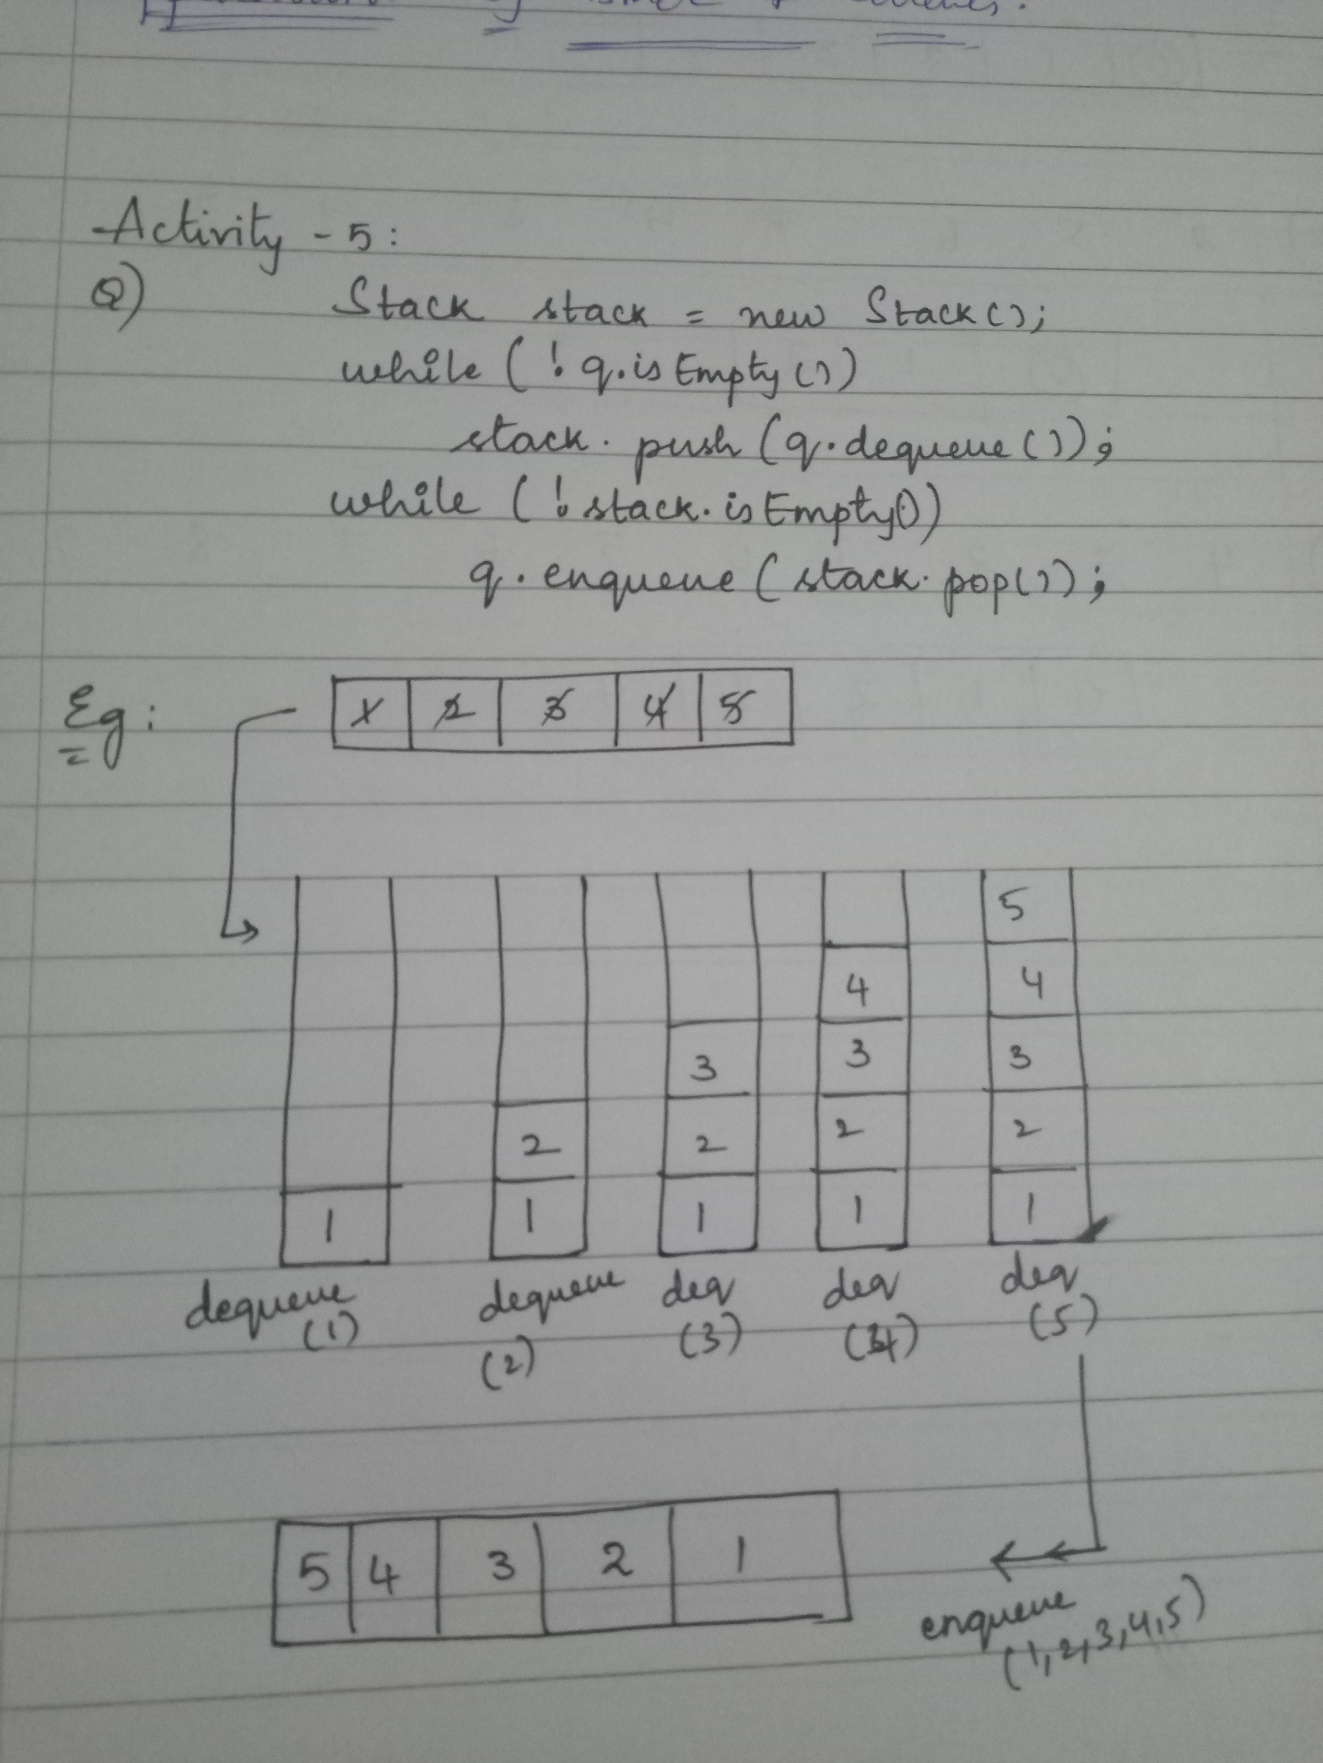 Activity - 5:
Q) Stack stack = new Stack();
while (! q.isEmpty())
stack. push (q.dequeue());
while (! stack. isEmpty())
q. enqueue (stack. pop());
Eg: 1 2 3 4 5
5
4 4
3 3 3
2 2 2 2
1 1 1 1 1
dequeue dequeue deq deq deq
(1) (2) (3) (4) (5)
5 4 3 2 1
enqueue
(1,2,3,4,5)